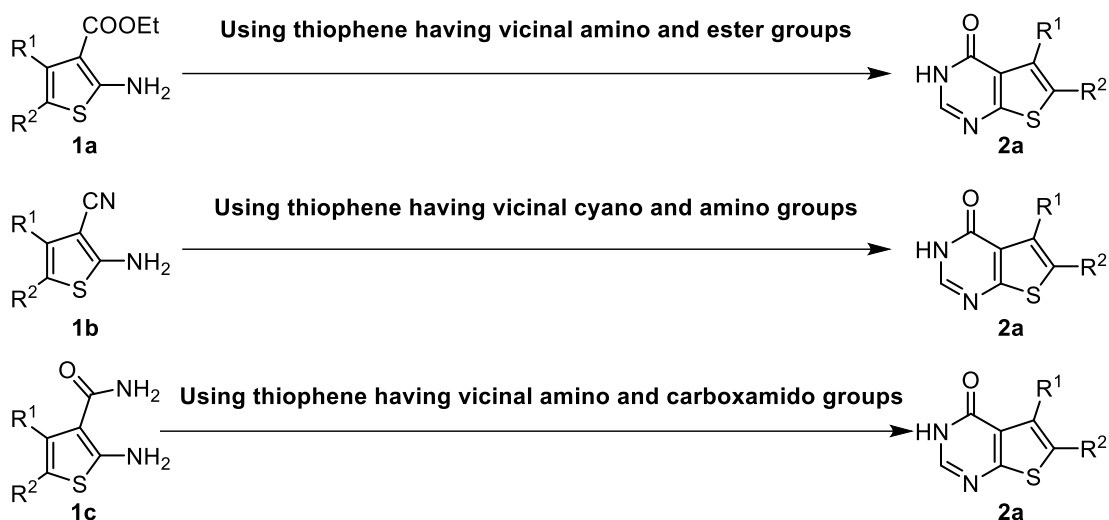 COOEt
R1
Using thiophene having vicinal amino and ester groups
O
R1
NH2
HN
R2
R2
S
N
S
1a
2a
CN
R1
Using thiophene having vicinal cyano and amino groups
O
R1
NH2
HN
R2
R2
S
N
S
1b
2a
O
NH2
R1
Using thiophene having vicinal amino and carboxamido groups
O
R1
NH2
HN
R2
R2
S
N
S
1c
2a